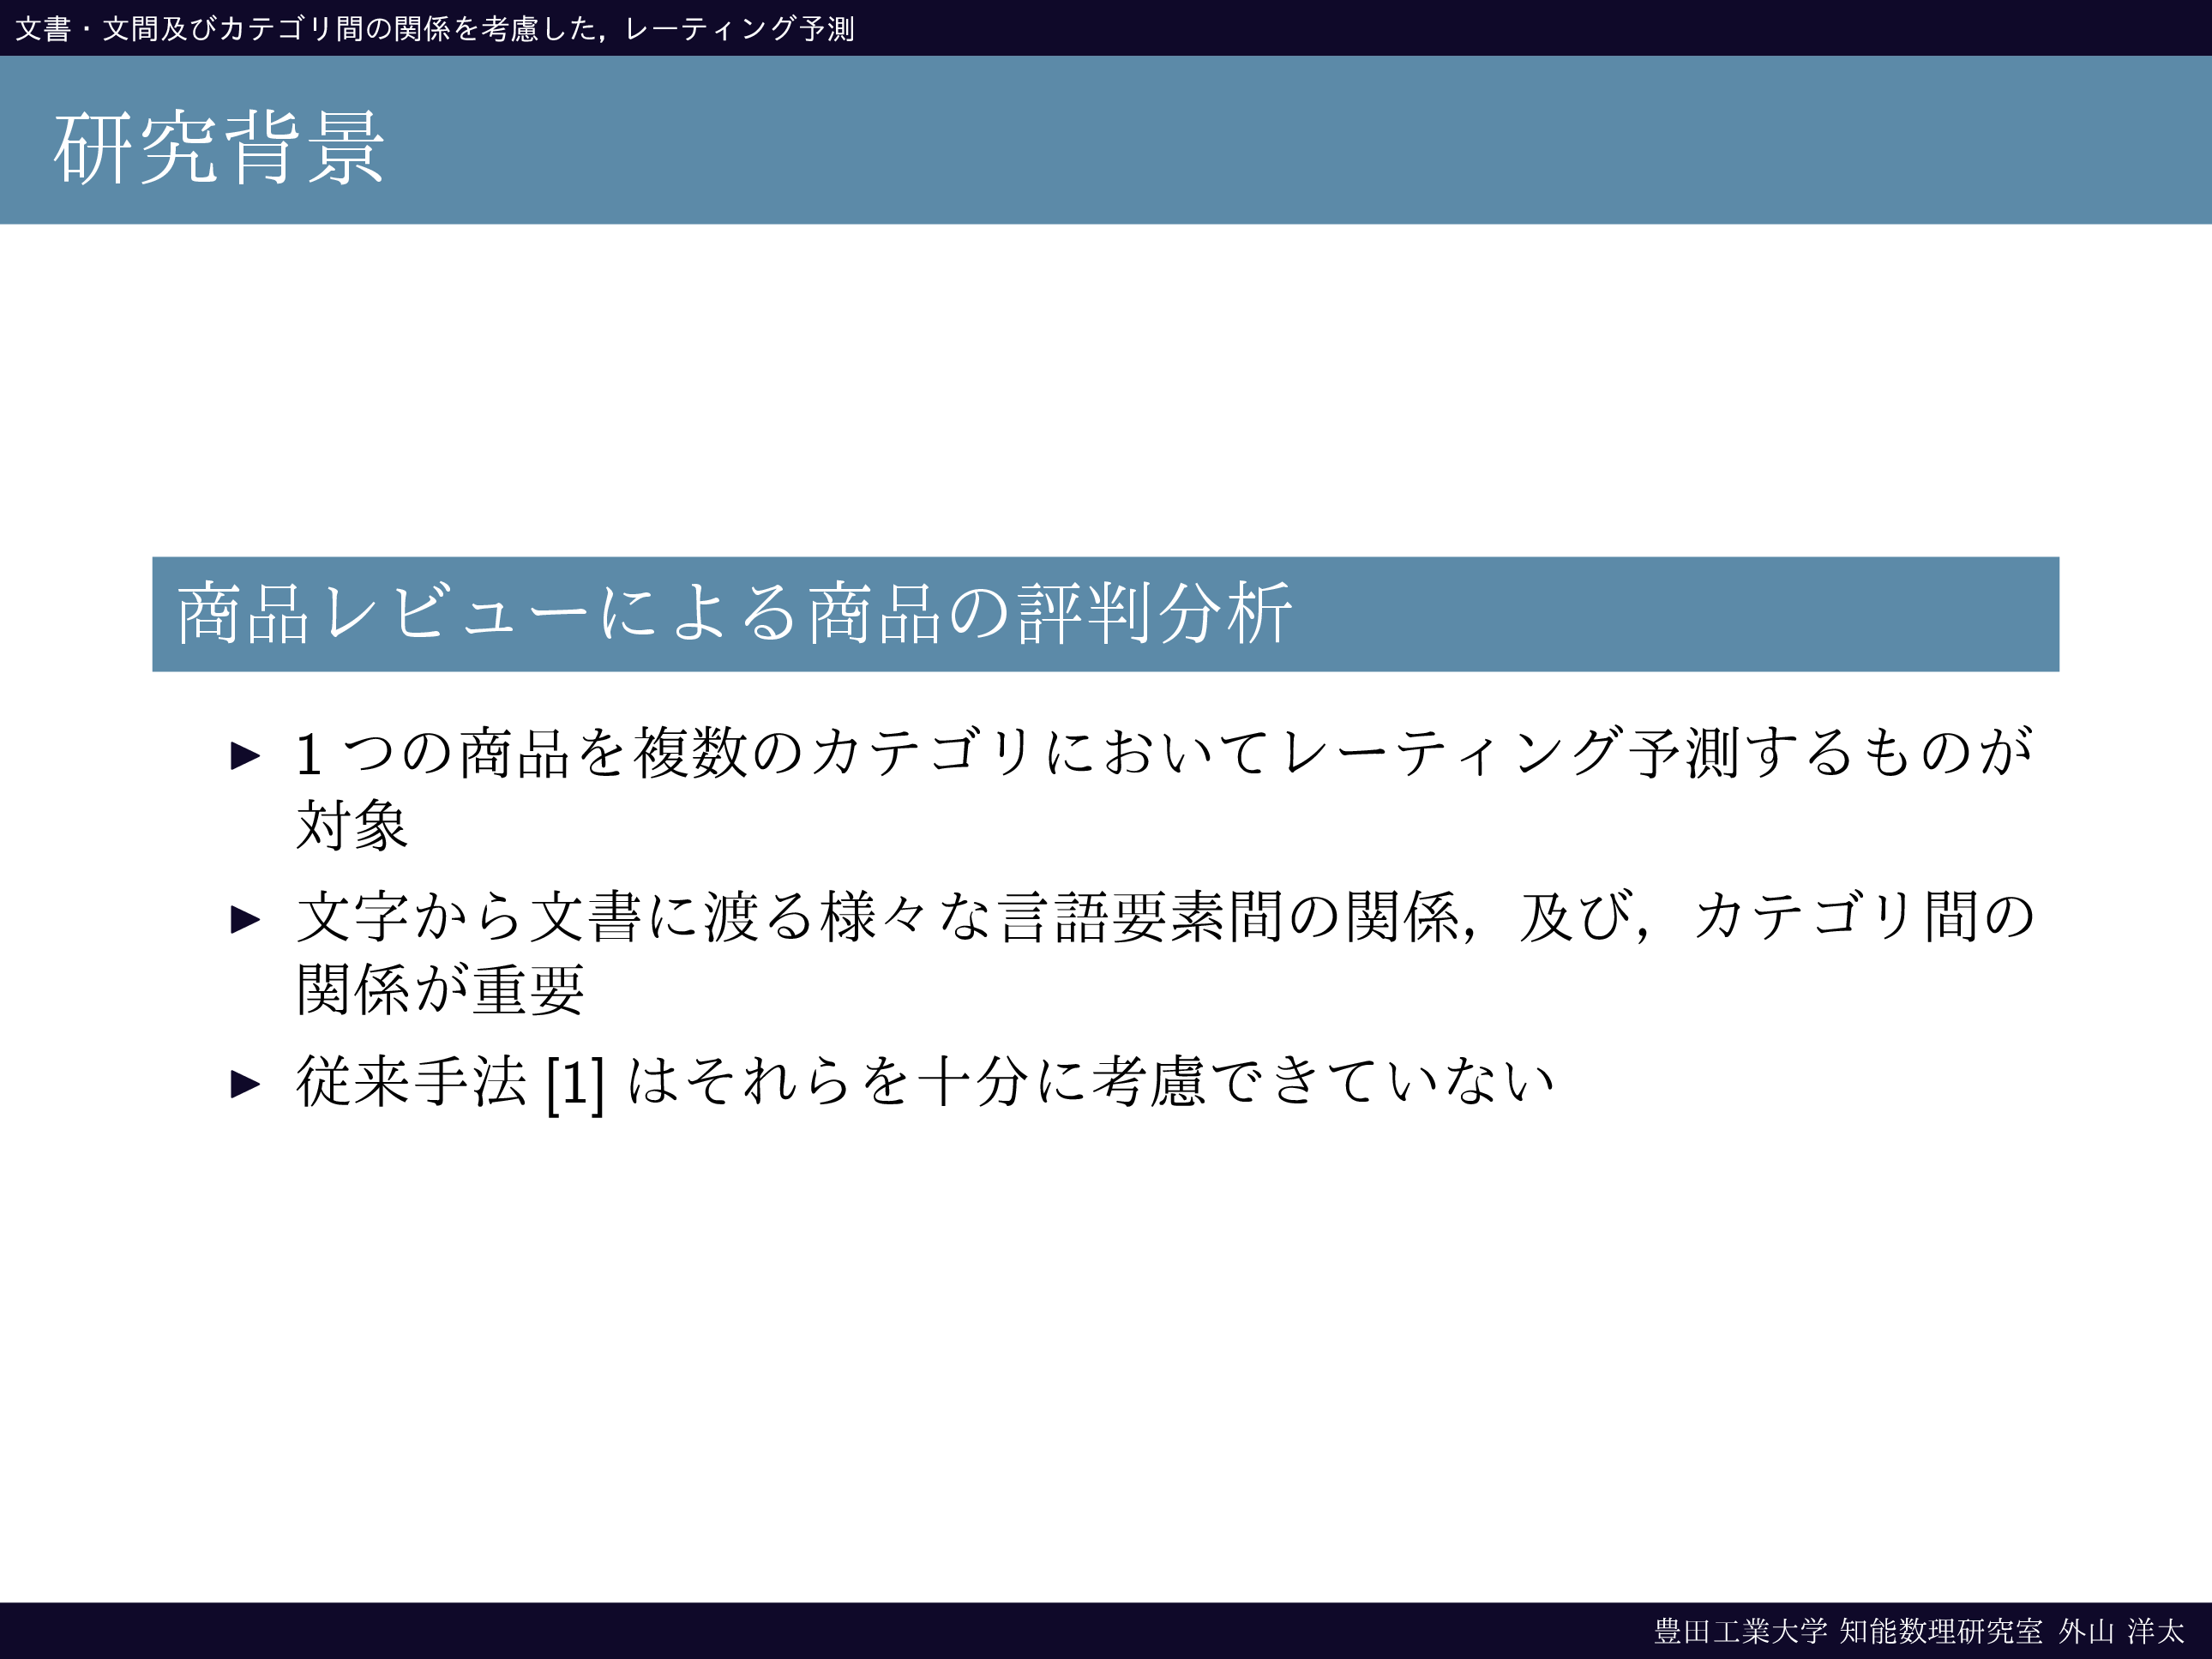 文書・文間及びカテゴリ間の関係を考慮した，レーティング予測
研究背景
商品レビューによる商品の評判分析
▶ 1 つの商品を複数のカテゴリにおいてレーティング予測するものが
対象
▶ 文字から文書に渡る様々な言語要素間の関係，及び，カテゴリ間の
関係が重要
▶ 従来手法 [1] はそれらを十分に考慮できていない
豊田工業大学 知能数理研究室 外山 洋太